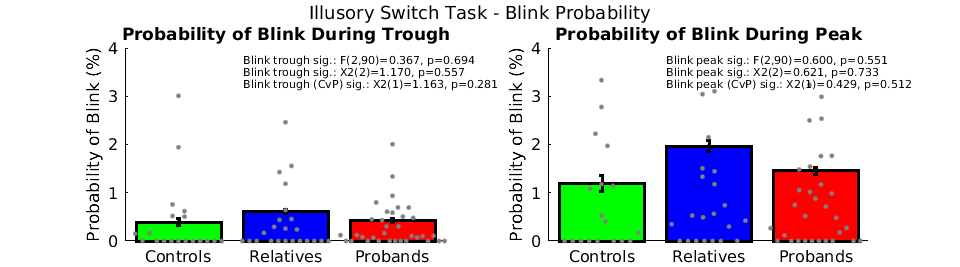 Illusory Switch Task - Blink Probability
Probability of Blink During Trough
Probability of Blink (%)
4
3
2
1
0
Blink trough sig.: F(2,90)=0.367, p=0.694
Blink trough sig.: X2(2)=1.170, p=0.557
Blink trough (CvP) sig.: X2(1)=1.163, p=0.281
Controls
Relatives
Probands
Probability of Blink During Peak
Probability of Blink (%)
4
3
2
1
0
Blink peak sig.: F(2,90)=0.600, p=0.551
Blink peak sig.: X2(2)=0.621, p=0.733
Blink peak (CvP) sig.: X2(1)=0.429, p=0.512
Controls
Relatives
Probands